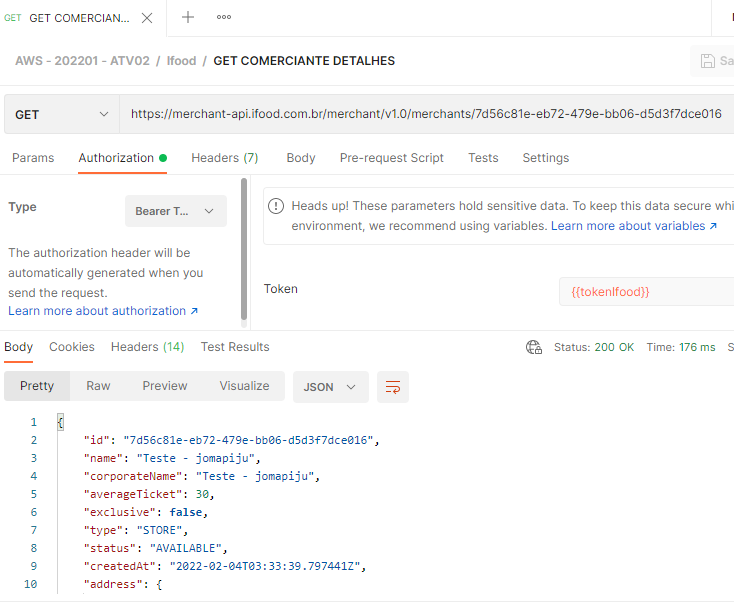 GET GET COMERCIAN...
AWS - 202201 - ATV02 / Ifood / GET COMERCIANTE DETALHES
Sa
GET https://merchant-api.ifood.com.br/merchant/v1.0/merchants/7d56c81e-eb72-479e-bb06-d5d3f7dce016
Params Authorization Headers (7) Body Pre-request Script Tests Settings
Type
Bearer T...
The authorization header will be
automatically generated when you
send the request.
Learn more about authorization ↗
Heads up! These parameters hold sensitive data. To keep this data secure whi
environment, we recommend using variables. Learn more about variables ↗
Token
{{tokenIfood}}
Body Cookies Headers (14) Test Results
Status: 200 OK Time: 176 ms S
Pretty Raw Preview Visualize JSON
1 {
2 "id": "7d56c81e-eb72-479e-bb06-d5d3f7dce016",
3 "name": "Teste - jomapiju",
4 "corporateName": "Teste - jomapiju",
5 "averageTicket": 30,
6 "exclusive": false,
7 "type": "STORE",
8 "status": "AVAILABLE",
9 "createdAt": "2022-02-04T03:33:39.797441Z",
10 "address": {